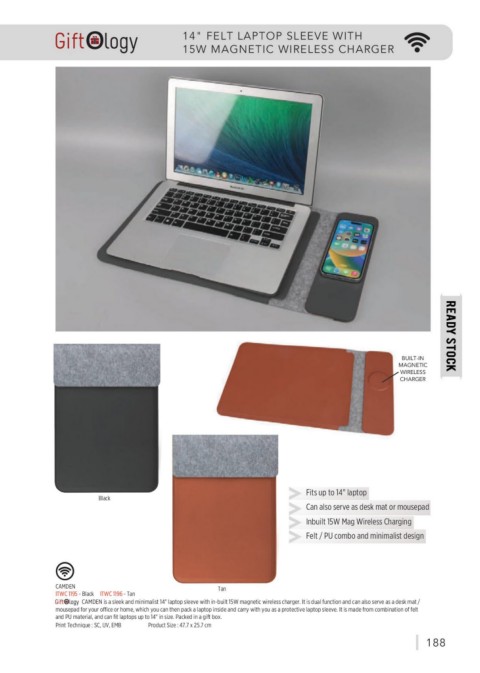 GiftOlogy
14" FELT LAPTOP SLEEVE WITH
15W MAGNETIC WIRELESS CHARGER
READY STOCK
BUILT-IN
MAGNETIC
WIRELESS
CHARGER
Black
Fits up to 14" laptop
Can also serve as desk mat or mousepad
Inbuilt 15W Mag Wireless Charging
Felt / PU combo and minimalist design
Tan
CAMDEN
ITWC 1195 - Black ITWC 1196 - Tan
GiftOlogy CAMDEN is a sleek and minimalist 14" laptop sleeve with in-built 15W magnetic wireless charger. It is dual function and can also serve as a desk mat /
mousepad for your office or home, which you can then pack a laptop inside and carry with you as a protective laptop sleeve. It is made from combination of felt
and PU material, and can fit laptops up to 14" in size. Packed in a gift box.
Print Technique : SC, UV, EMB Product Size : 47.7 x 25.7 cm
188